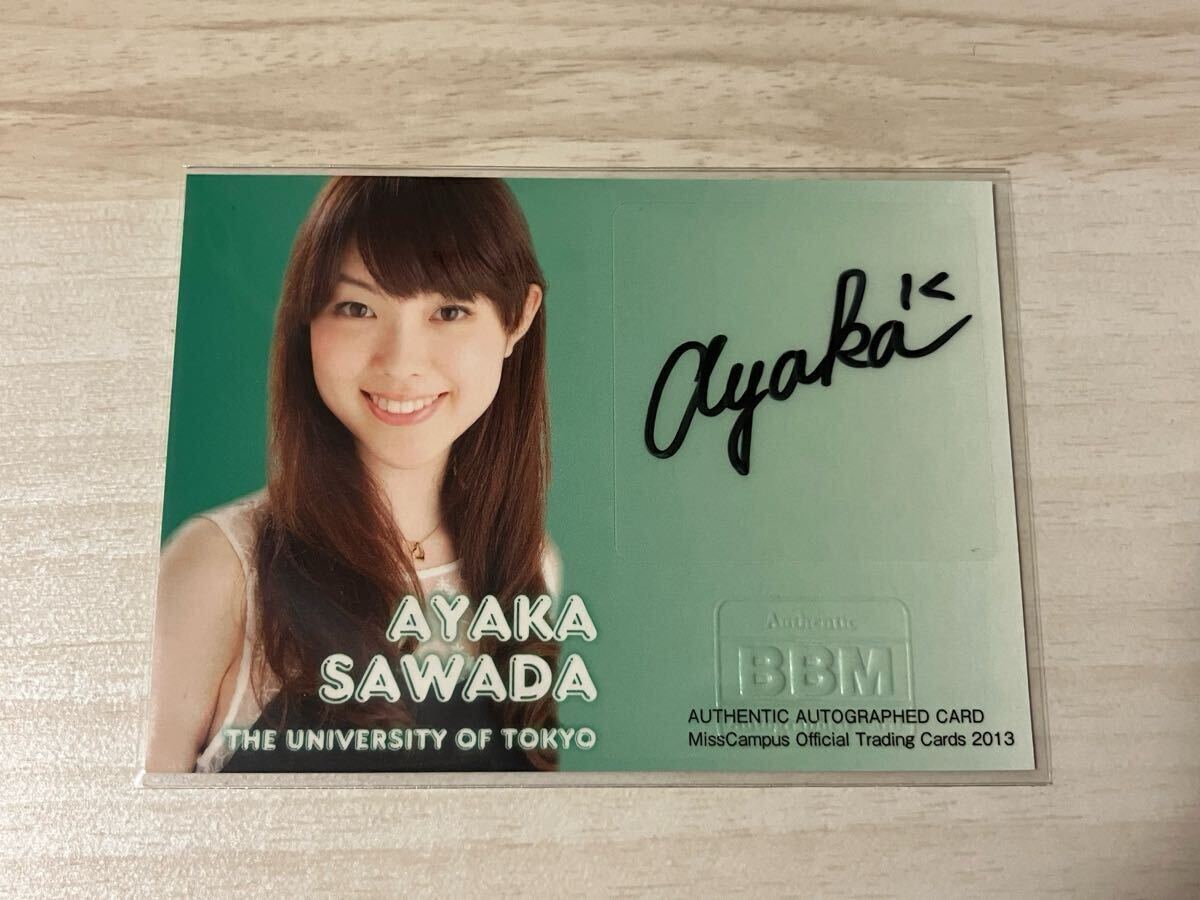 ayaka
AYAKA
SAWADA
THE UNIVERSITY OF TOKYO
Authentic
BBM
AUTHENTIC AUTOGRAPHED CARD
MissCampus Official Trading Cards 2013